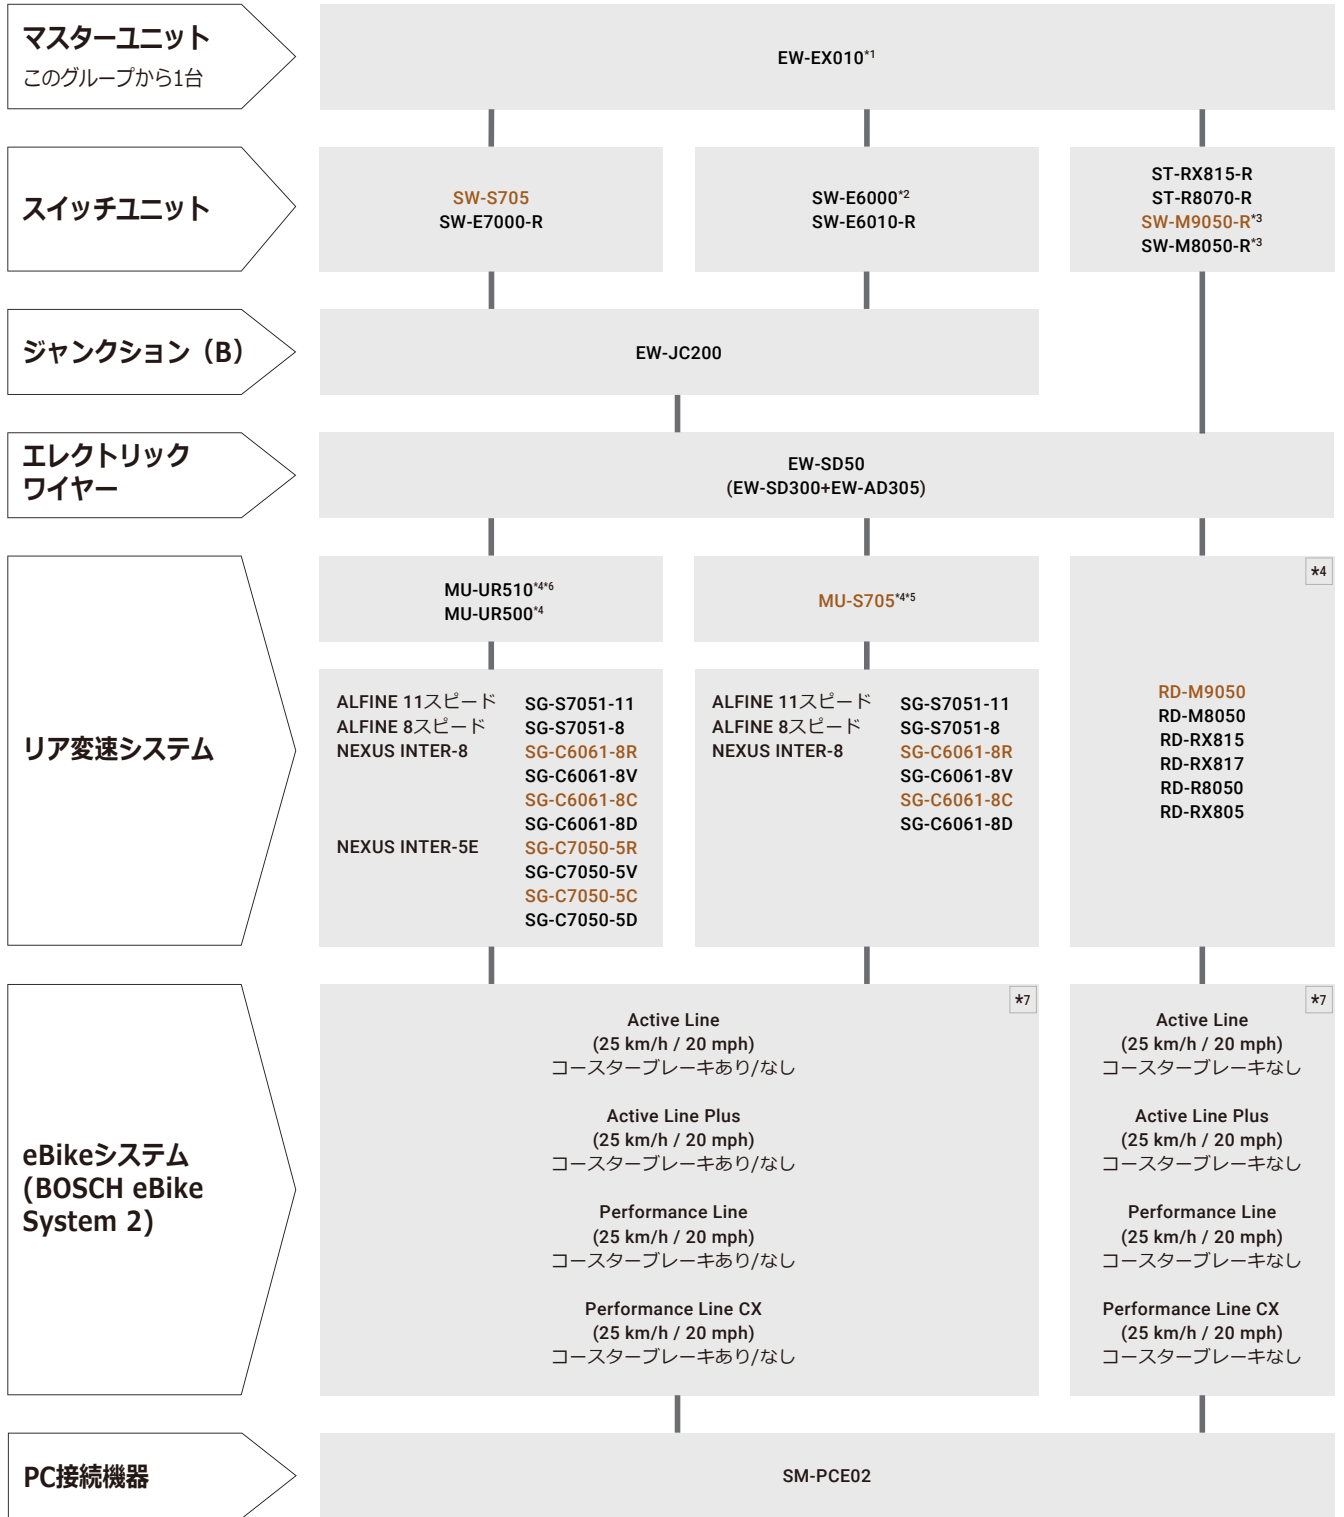 マスターユニット
このグループから1台
EW-EX010*1
スイッチユニット
SW-S705
SW-E7000-R
SW-E6000*2
SW-E6010-R
ST-RX815-R
ST-R8070-R
SW-M9050-R*3
SW-M8050-R*3
ジャンクション（B）
EW-JC200
エレクトリック
ワイヤー
EW-SD50
(EW-SD300+EW-AD305)
リア変速システム
MU-UR510*4*6
MU-UR500*4
MU-S705*4*5
*4
ALFINE 11スピード SG-S7051-11
ALFINE 8スピード SG-S7051-8
NEXUS INTER-8 SG-C6061-8R
SG-C6061-8V
SG-C6061-8C
SG-C6061-8D
NEXUS INTER-5E SG-C7050-5R
SG-C7050-5V
SG-C7050-5C
SG-C7050-5D
ALFINE 11スピード SG-S7051-11
ALFINE 8スピード SG-S7051-8
NEXUS INTER-8 SG-C6061-8R
SG-C6061-8V
SG-C6061-8C
SG-C6061-8D
RD-M9050
RD-M8050
RD-RX815
RD-RX817
RD-R8050
RD-RX805
eBikeシステム
(BOSCH eBike
System 2)
*7
Active Line
(25 km/h / 20 mph)
コースターブレーキあり/なし
Active Line Plus
(25 km/h / 20 mph)
コースターブレーキあり/なし
Performance Line
(25 km/h / 20 mph)
コースターブレーキあり/なし
Performance Line CX
(25 km/h / 20 mph)
コースターブレーキあり/なし
*7
Active Line
(25 km/h / 20 mph)
コースターブレーキなし
Active Line Plus
(25 km/h / 20 mph)
コースターブレーキなし
Performance Line
(25 km/h / 20 mph)
コースターブレーキなし
Performance Line CX
(25 km/h / 20 mph)
コースターブレーキなし
PC接続機器
SM-PCE02